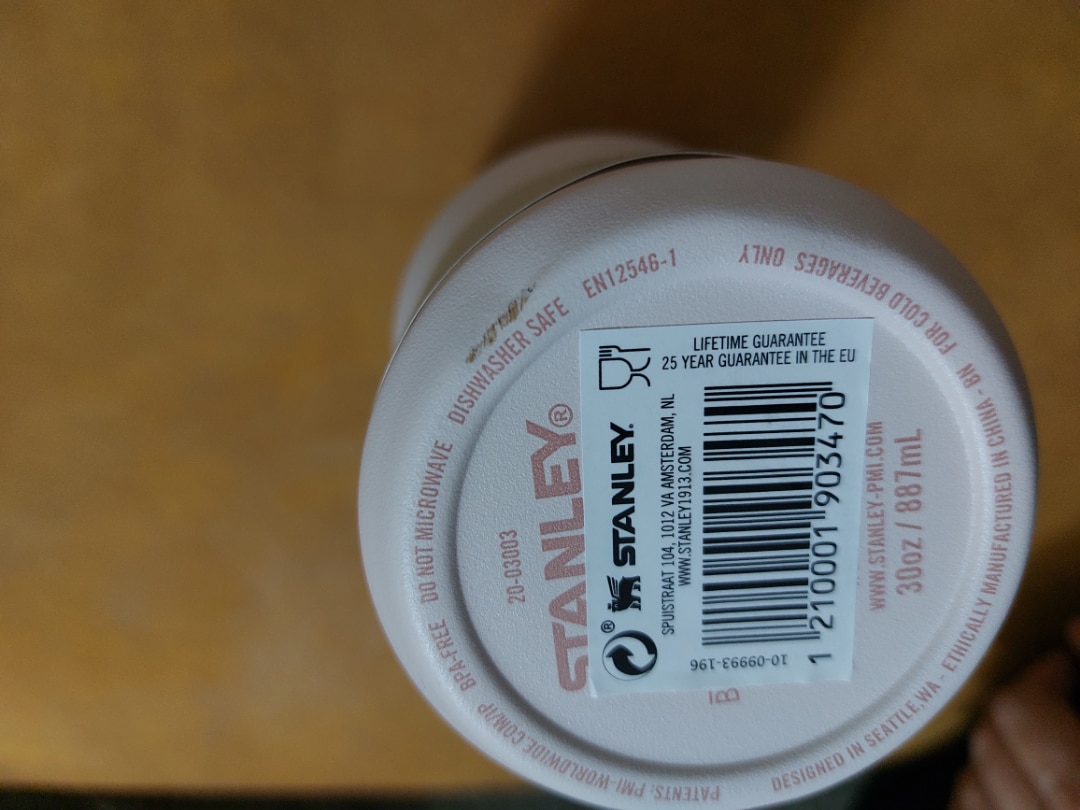 BPA-FREE DO NOT MICROWAVE DISHWASHER SAFE EN12546-1
FOR COLD BEVERAGES ONLY
DESIGNED IN SEATTLE, WA - ETHICALLY MANUFACTURED IN CHINA - BN
PATENTS: PMI-WORLDWIDE.COM/IP
20-03003
STANLEY®
® STANLEY.
SPUISTRAAT 104, 1012 VA AMSTERDAM, NL
WWW.STANLEY1913.COM
LIFETIME GUARANTEE
25 YEAR GUARANTEE IN THE EU
10-09993-196
1 210001 903470
B
WWW.STANLEY-PMI.COM
30oz / 887mL